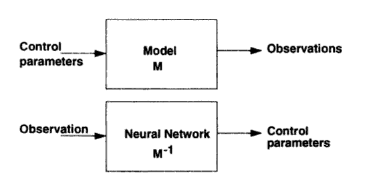 Control
parameters
Model
M
Observations
Observation
Neural Network
M-1
Control
parameters